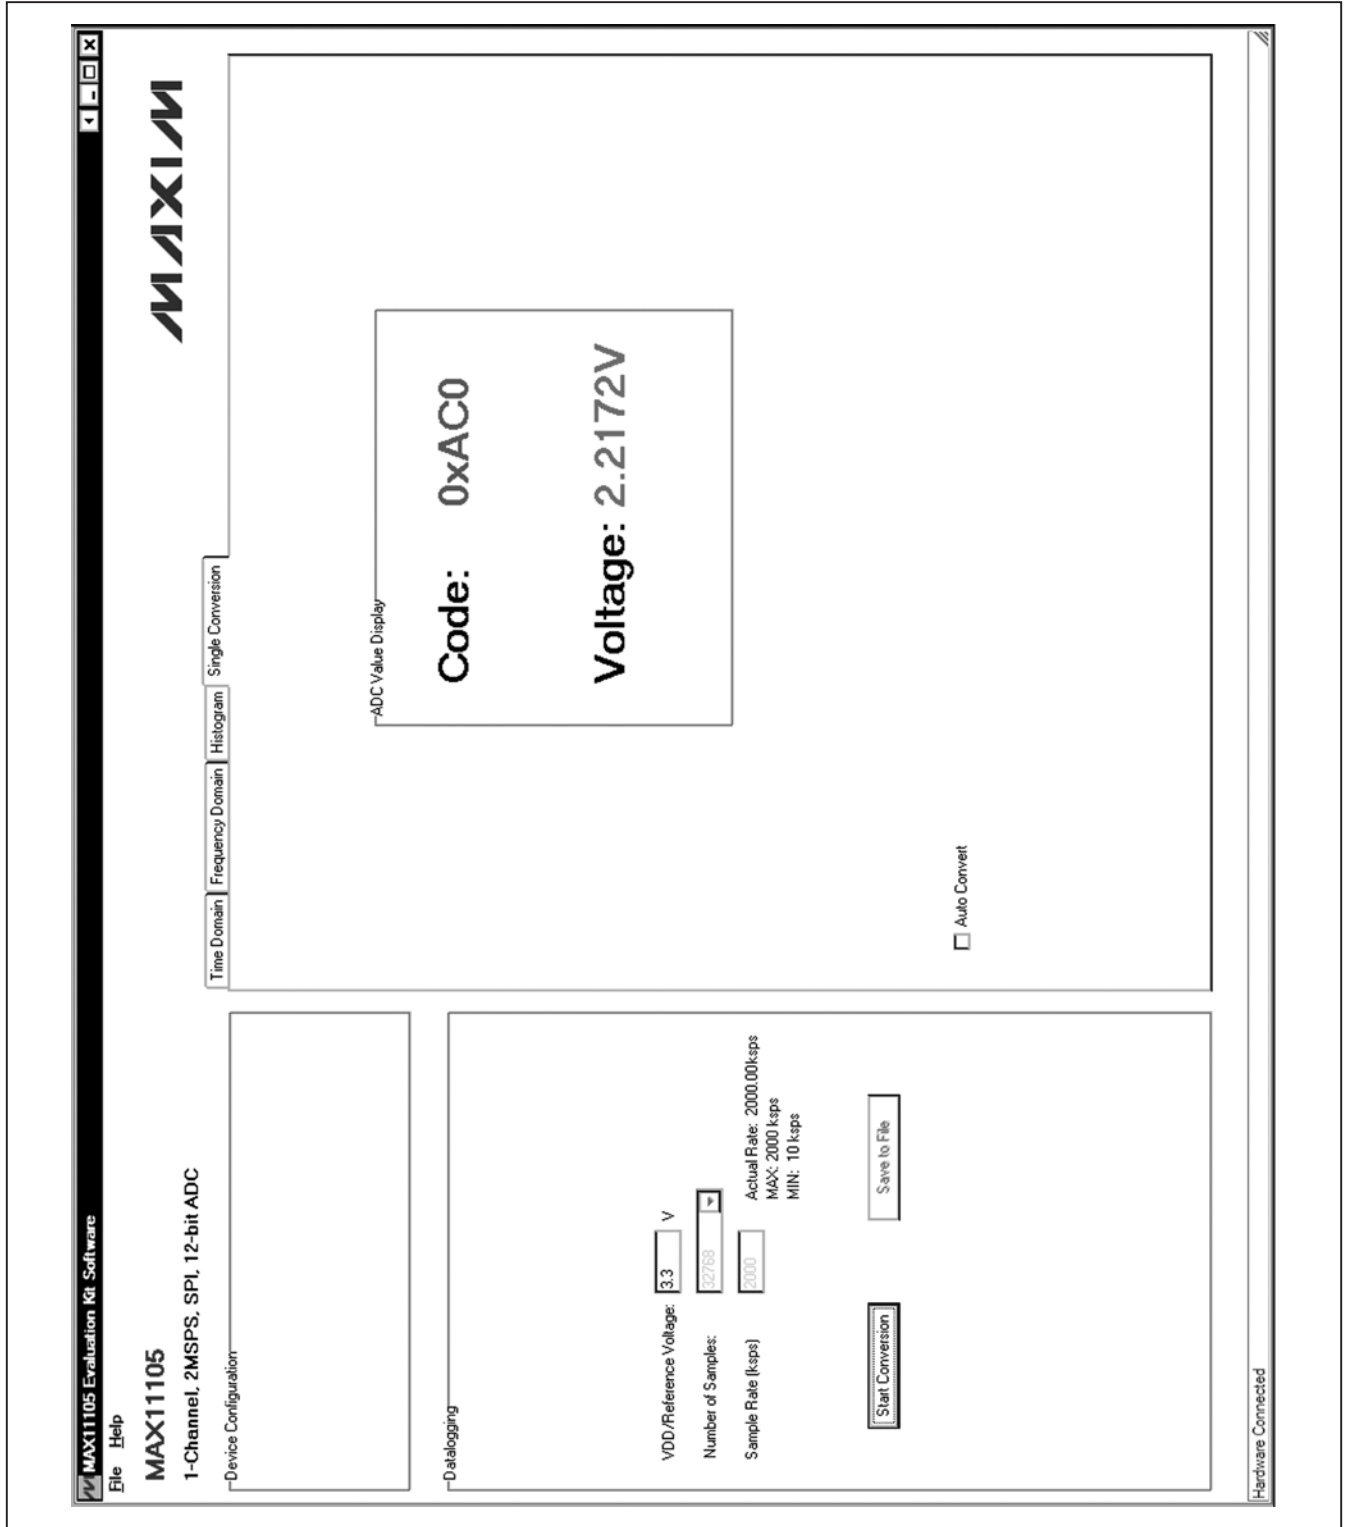 MAX11105 Evaluation Kit Software
File Help
MAX11105
1-Channel, 2MSPS, SPI, 12-bit ADC
MAXIM
Device Configuration
Datalogging
VDD/Reference Voltage: 3.3 V
Number of Samples: 32768
Sample Rate (ksps) 2000
Actual Rate: 2000.00ksps
MAX: 2000 ksps
MIN: 10 ksps
Start Conversion Save to File
Time Domain Frequency Domain Histogram Single Conversion
ADC Value Display
Code: 0xAC0
Voltage: 2.2172V
Auto Convert
Hardware Connected